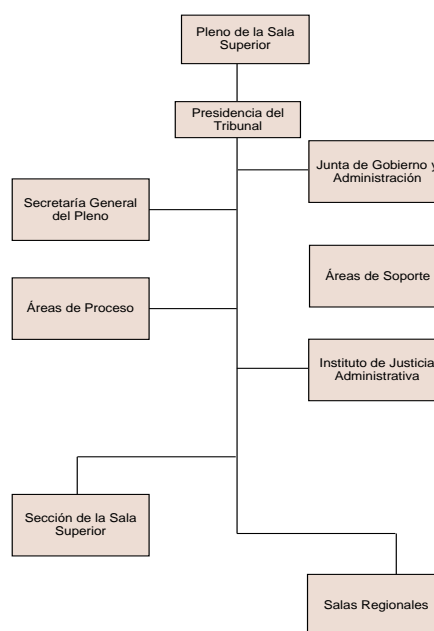 Pleno de la Sala
Superior
Presidencia del
Tribunal
Junta de Gobierno y
Administración
Secretaría General
del Pleno
Áreas de Soporte
Áreas de Proceso
Instituto de Justicia
Administrativa
Sección de la Sala
Superior
Salas Regionales